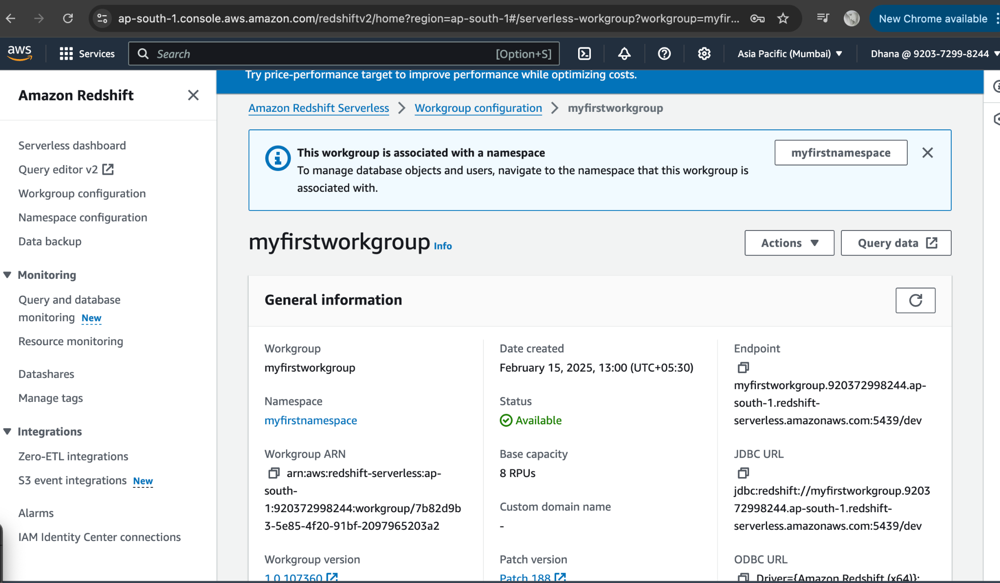 ap-south-1.console.aws.amazon.com/redshiftv2/home?region=ap-south-1#/serverless-workgroup?workgroup=myfir...
New Chrome available
aws
Services
Search
[Option+S]
Asia Pacific (Mumbai)
Dhana @ 9203-7299-8244
Amazon Redshift
Serverless dashboard
Query editor v2
Workgroup configuration
Namespace configuration
Data backup
Monitoring
Query and database
monitoring New
Resource monitoring
Datashares
Manage tags
Integrations
Zero-ETL integrations
S3 event integrations New
Alarms
IAM Identity Center connections
Try price-performance target to improve performance while optimizing costs.
Amazon Redshift Serverless > Workgroup configuration > myfirstworkgroup
This workgroup is associated with a namespace
To manage database objects and users, navigate to the namespace that this workgroup is
associated with.
myfirstnamespace
myfirstworkgroup Info
Actions
Query data
General information
Workgroup
myfirstworkgroup
Namespace
myfirstnamespace
Workgroup ARN
arn:aws:redshift-serverless:ap-
south-
1:920372998244:workgroup/7b82d9b
3-5e85-4f20-91bf-2097965203a2
Workgroup version
1.0.107360
Date created
February 15, 2025, 13:00 (UTC+05:30)
Status
Available
Base capacity
8 RPUs
Custom domain name
-
Patch version
Patch 188
Endpoint
myfirstworkgroup.920372998244.ap-
south-1.redshift-
serverless.amazonaws.com:5439/dev
JDBC URL
jdbc:redshift://myfirstworkgroup.9203
72998244.ap-south-1.redshift-
serverless.amazonaws.com:5439/dev
ODBC URL
Driver={Amazon Redshift (x64)};